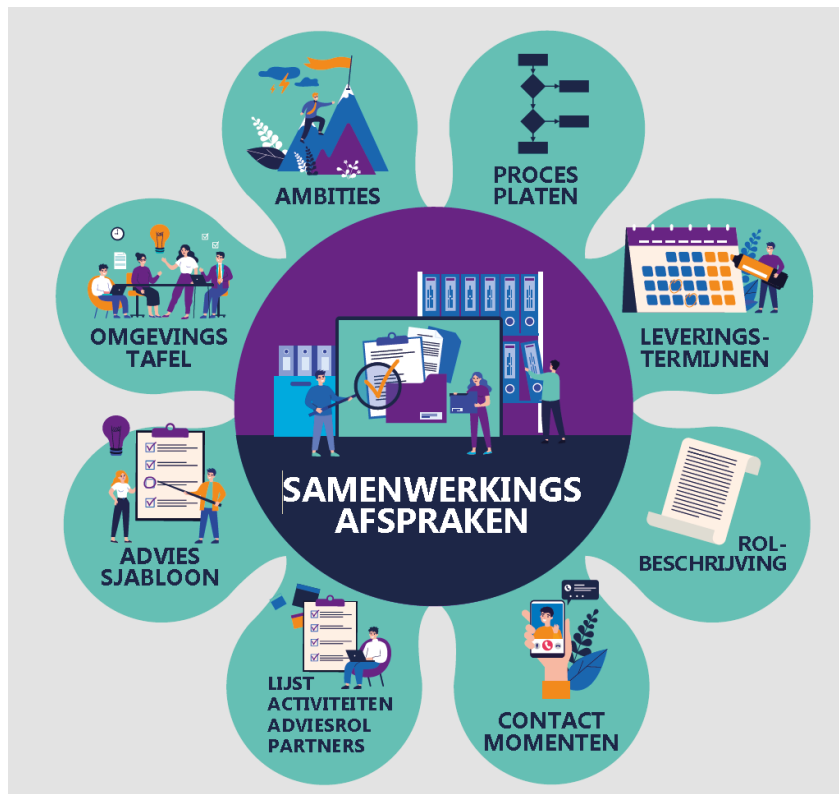 AMBITIES
PROCES
PLATEN
OMGEVINGS
TAFEL
LEVERINGS-
TERMIJNEN
SAMENWERKINGS
AFSPRAKEN
ADVIES
SJABLOON
ROL-
BESCHRIJVING
LIJST
ACTIVITEITEN
ADVIESROL
PARTNERS
CONTACT
MOMENTEN